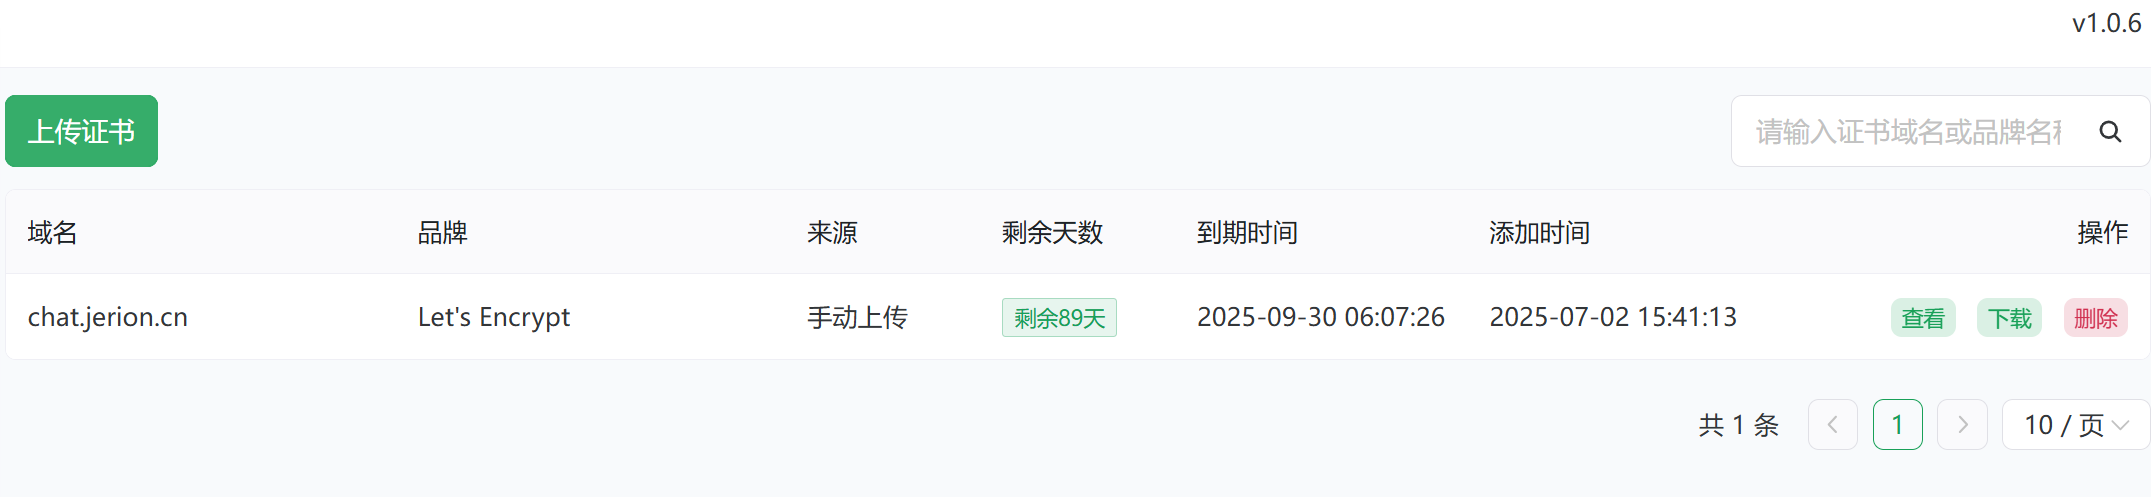 v1.0.6
上传证书
请输入证书域名或品牌名
域名 品牌 来源 剩余天数 到期时间 添加时间 操作
chat.jerion.cn Let's Encrypt 手动上传 剩余89天 2025-09-30 06:07:26 2025-07-02 15:41:13 查看 下载 删除
共 1 条 1 10 / 页